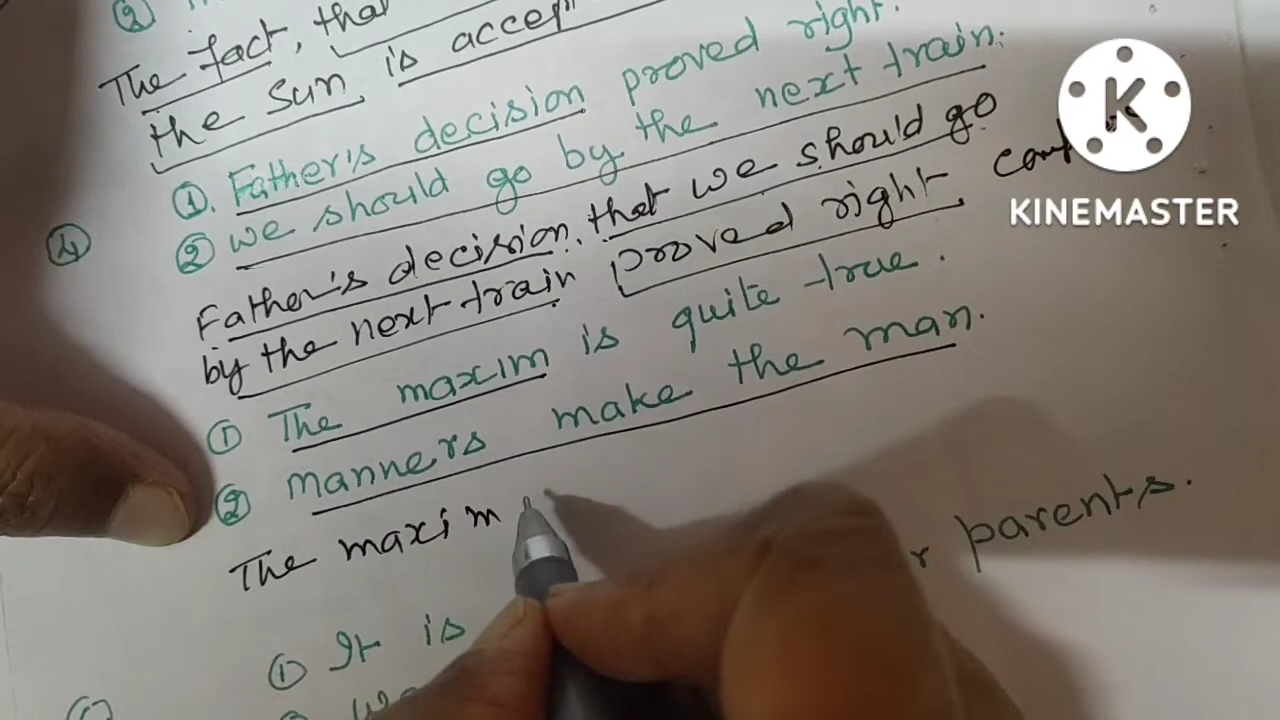 ②
The fact, that
the Sun is accep
① Father's decision proved right.
④ ② we should go by the next train.
Father's decision, that we should go
by the next train proved right
① The maxim is quite true.
② manners make the man.
The maxim
① It is parents.
K
KINEMASTER